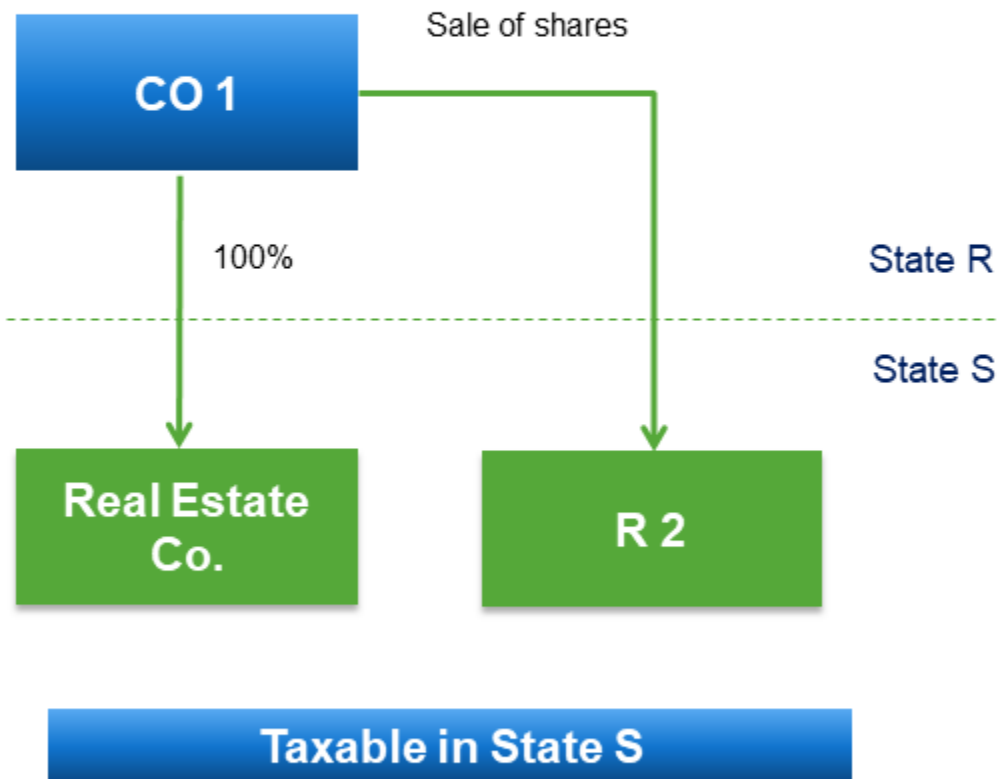 Sale of shares
CO 1
100%
State R
State S
Real Estate
Co.
R 2
Taxable in State S